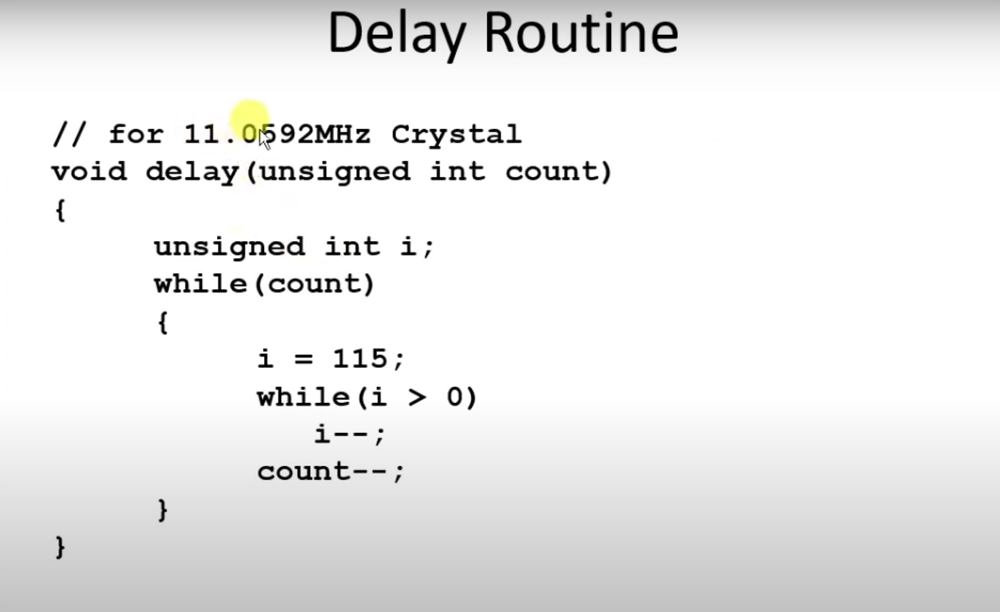 Delay Routine
// for 11.0592MHz Crystal
void delay(unsigned int count)
{
unsigned int i;
while(count)
{
i = 115;
while(i > 0)
i--;
count--;
}
}